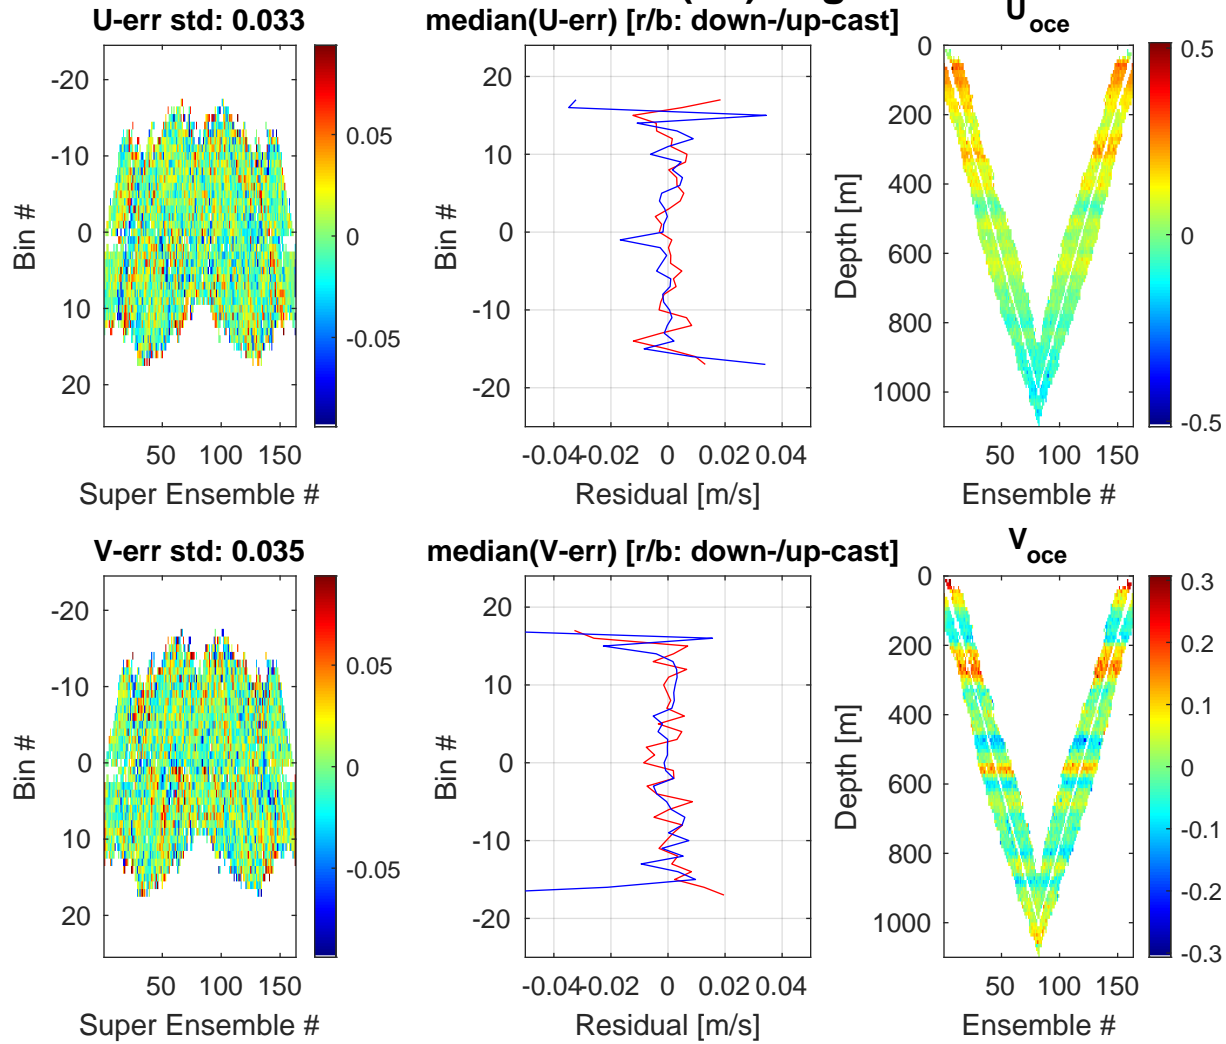 U-err std: 0.033
-20
-10
0
10
20
Bin #
50 100 150
Super Ensemble #
0.05
0
-0.05
median(U-err) [r/b: down-/up-cast]
20
10
0
-10
-20
Bin #
-0.04 -0.02 0 0.02 0.04
Residual [m/s]
U oce
0
200
400
600
800
1000
Depth [m]
50 100 150
Ensemble #
0.5
0
-0.5
V-err std: 0.035
-20
-10
0
10
20
Bin #
50 100 150
Super Ensemble #
0.05
0
-0.05
median(V-err) [r/b: down-/up-cast]
20
10
0
-10
-20
Bin #
-0.04 -0.02 0 0.02 0.04
Residual [m/s]
V oce
0
200
400
600
800
1000
Depth [m]
50 100 150
Ensemble #
0.3
0.2
0.1
0
-0.1
-0.2
-0.3